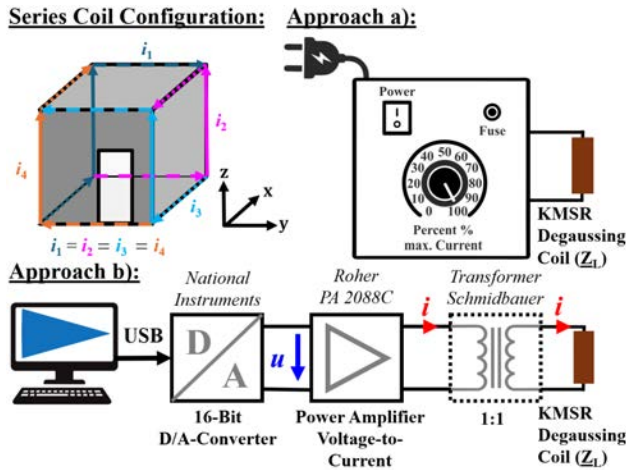 Series Coil Configuration:
i1
i2
i4
i3
z
x
y
i1 = i2 = i3 = i4
Approach a):
Power
Fuse
0
10
20
30
40
50
60
70
80
90
100
Percent %
max. Current
KMSR
Degaussing
Coil (ZL)
Approach b):
USB
National
Instruments
D
A
16-Bit
D/A-Converter
u
Roher
PA 2088C
Power Amplifier
Voltage-to-
Current
i
Transformer
Schmidbauer
1:1
i
KMSR
Degaussing
Coil (ZL)